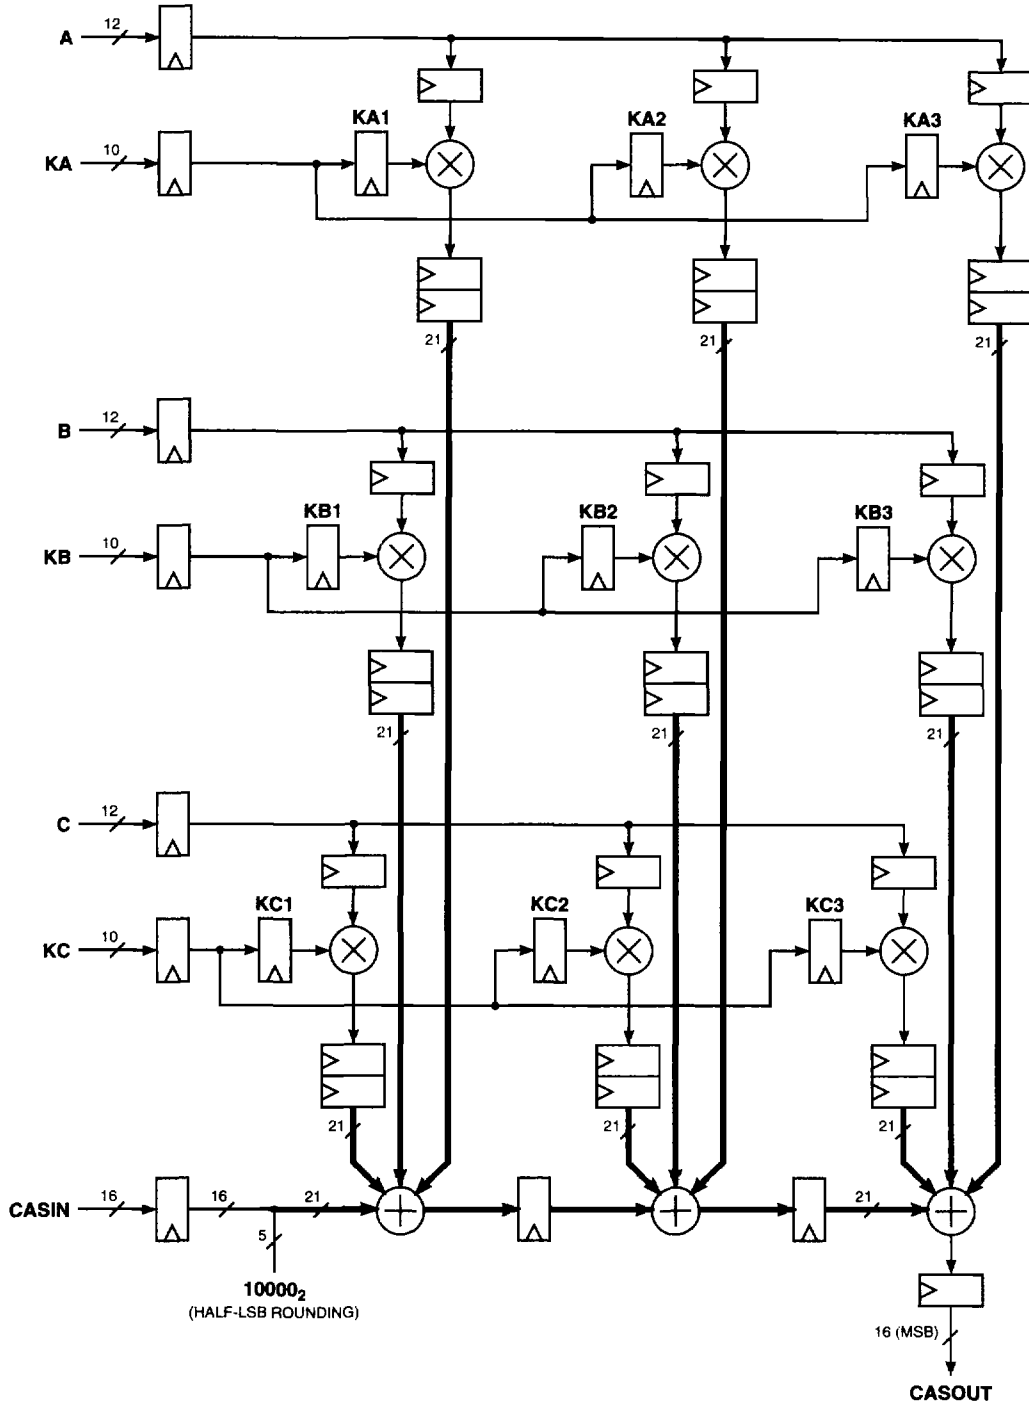 A 12
KA1 KA2 KA3
KA 10
21 21 21
B 12
KB1 KB2 KB3
KB 10
21 21 21
C 12
KC1 KC2 KC3
KC 10
21 21 21
CASIN 16 16 21 21
5
10000₂
(HALF-LSB ROUNDING)
16 (MSB)
CASOUT